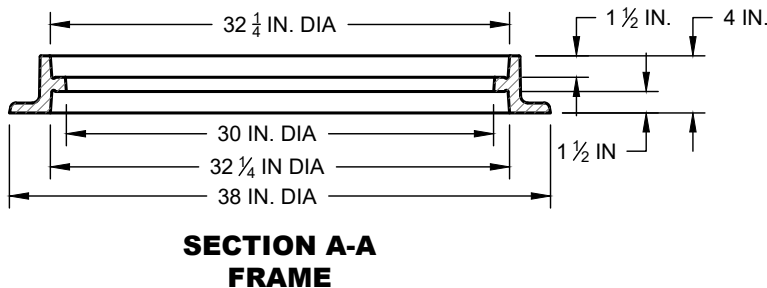 32 1/4 IN. DIA
1 1/2 IN.
4 IN.
30 IN. DIA
1 1/2 IN
32 1/4 IN DIA
38 IN. DIA
SECTION A-A
FRAME